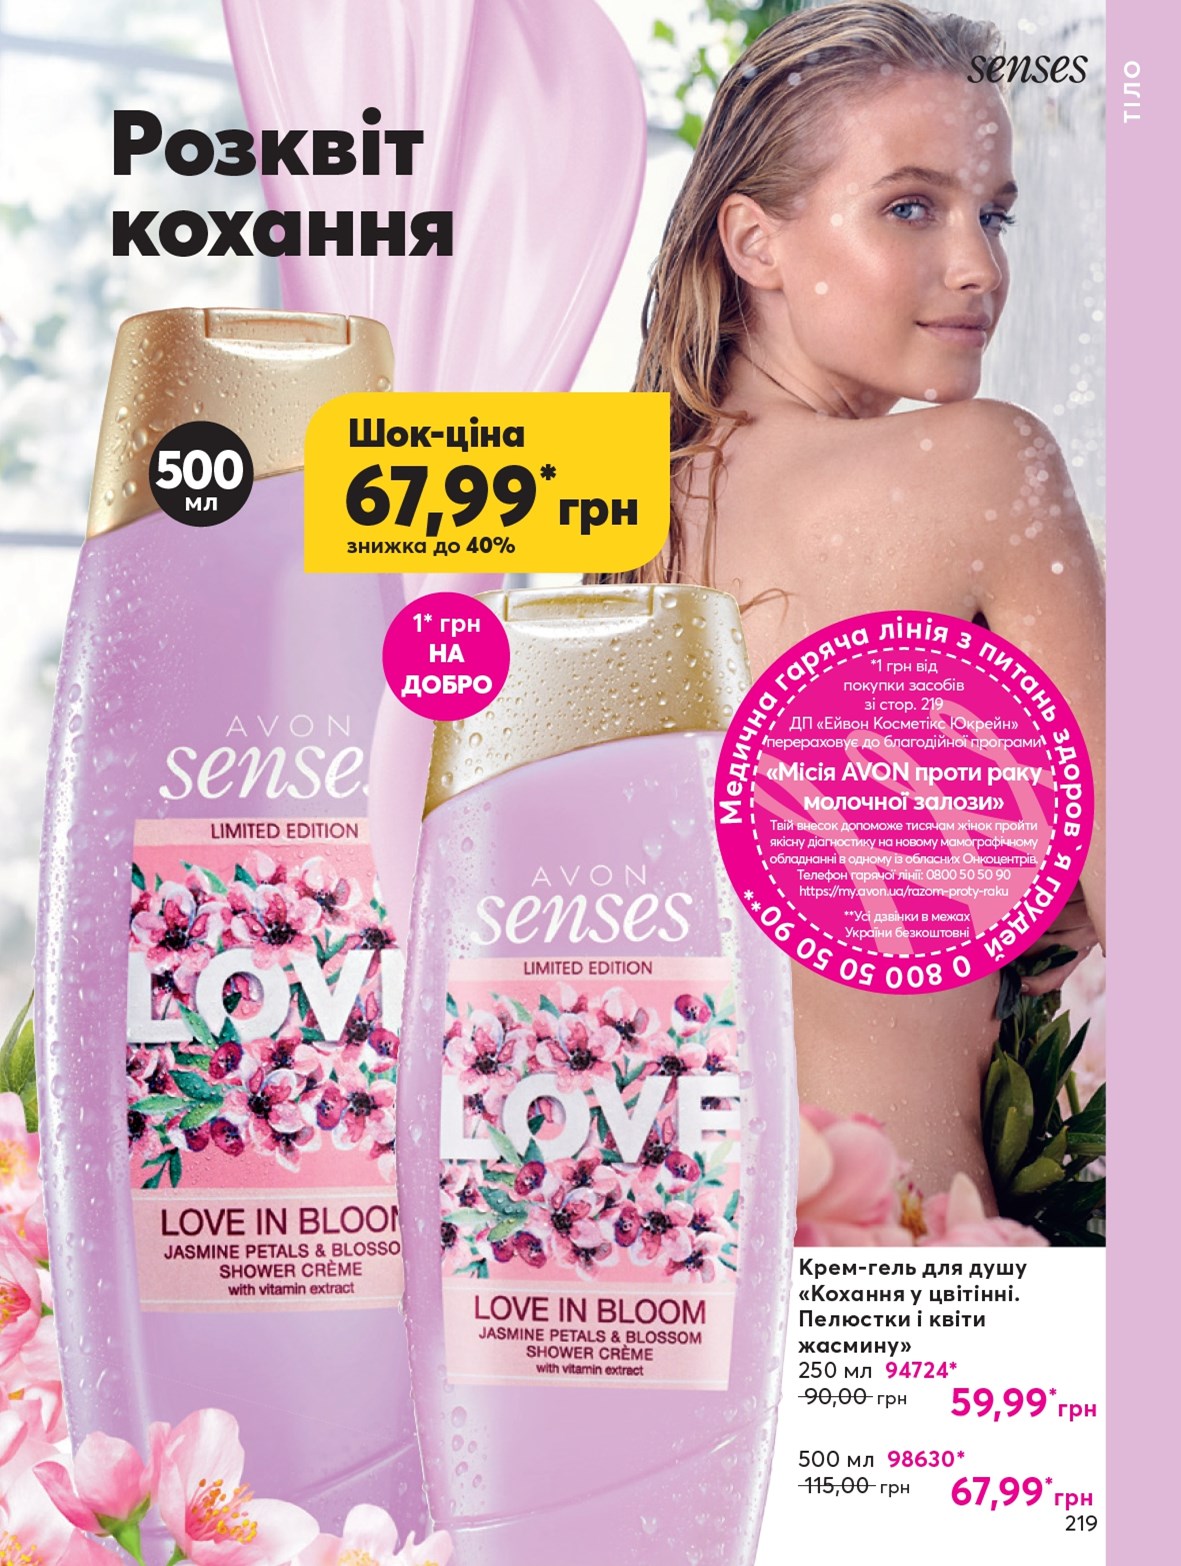 senses
ТІЛО
Розквіт
кохання
500
мл
Шок-ціна
67,99* грн
знижка до 40%
1* грн
НА
ДОБРО
Медична гаряча лінія з питань здоров`я грудей 0 800 50 50 90**
*1 грн від
покупки засобів
зі стор. 219
ДП «Ейвон Косметікс Юкрейн»
перераховує до благодійної програми
«Місія AVON проти раку
молочної залози»
Твій внесок допоможе тисячам жінок пройти
якісну діагностику на новому мамографічному
обладнанні в одному із обласних Онкоцентрів.
Телефон гарячої лінії: 0800 50 50 90
https://my.avon.ua/razom-proty-raku
**Усі дзвінки в межах
України безкоштовні
AVON
senses
LIMITED EDITION
LOVE
LOVE IN BLOOM
JASMINE PETALS & BLOSSO
SHOWER CRÈME
with vitamin extract
AVON
senses
LIMITED EDITION
LOVE
LOVE IN BLOOM
JASMINE PETALS & BLOSSOM
SHOWER CRÈME
with vitamin extract
Крем-гель для душу
«Кохання у цвітінні.
Пелюстки і квіти
жасмину»
250 мл 94724*
90,00 грн 59,99* грн
500 мл 98630*
115,00 грн 67,99* грн
219